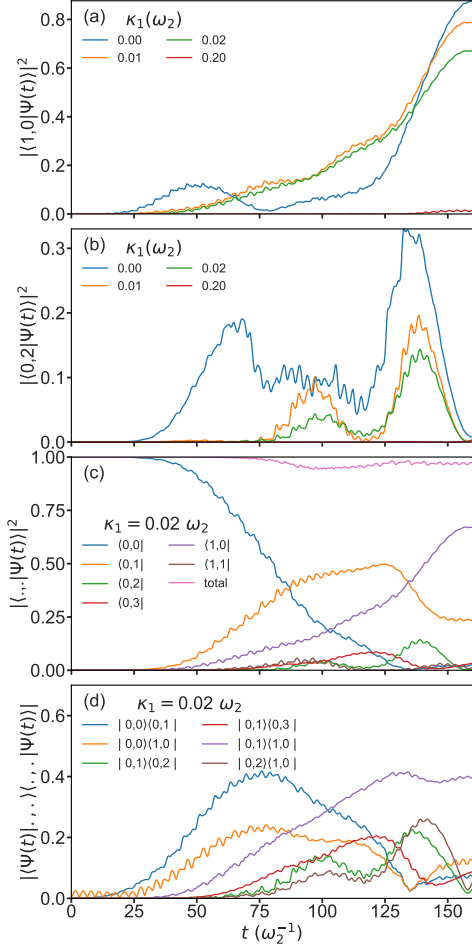 (a)
κ₁(ω₂)
0.00 0.02
0.01 0.20
|⟨1,0|Ψ(t)⟩|²
0.8
0.6
0.4
0.2
0.0
(b)
κ₁(ω₂)
0.00 0.02
0.01 0.20
|⟨0,2|Ψ(t)⟩|²
0.3
0.2
0.1
0.0
(c)
κ₁ = 0.02 ω₂
⟨0,0| ⟨1,0|
⟨0,1| ⟨1,1|
⟨0,2| total
⟨0,3|
|⟨.,.|Ψ(t)⟩|²
1.00
0.75
0.50
0.25
0.00
(d)
κ₁ = 0.02 ω₂
| 0,0⟩⟨0,1 | | 0,1⟩⟨0,3 |
| 0,0⟩⟨1,0 | | 0,1⟩⟨1,0 |
| 0,1⟩⟨0,2 | | 0,2⟩⟨1,0 |
|⟨Ψ(t)|.,.⟩⟨.,.|Ψ(t)⟩|
0.6
0.4
0.2
0.0
0 25 50 75 100 125 150
t (ω₂⁻¹)